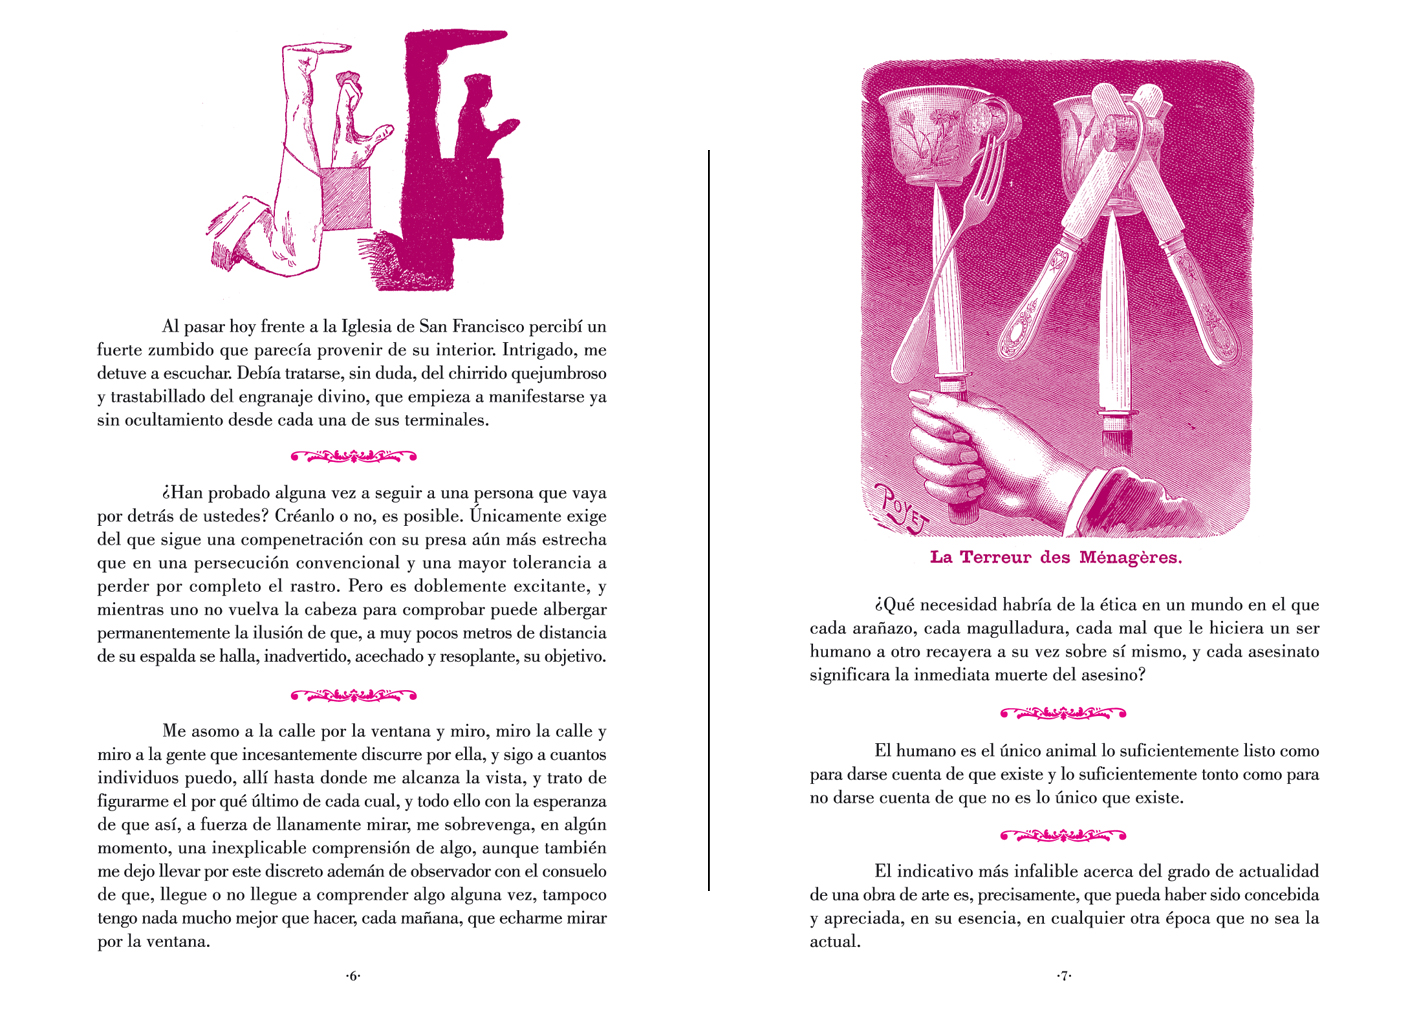 Al pasar hoy frente a la Iglesia de San Francisco percibí un
fuerte zumbido que parecía provenir de su interior. Intrigado, me
detuve a escuchar. Debía tratarse, sin duda, del chirrido quejumbroso
y trastabillado del engranaje divino, que empieza a manifestarse ya
sin ocultamiento desde cada una de sus terminales.
¿Han probado alguna vez a seguir a una persona que vaya
por detrás de ustedes? Créanlo o no, es posible. Únicamente exige
del que sigue una compenetración con su presa aún más estrecha
que en una persecución convencional y una mayor tolerancia a
perder por completo el rastro. Pero es doblemente excitante, y
mientras uno no vuelva la cabeza para comprobar puede albergar
permanentemente la ilusión de que, a muy pocos metros de distancia
de su espalda se halla, inadvertido, acechado y resoplante, su objetivo.
Me asomo a la calle por la ventana y miro, miro la calle y
miro a la gente que incesantemente discurre por ella, y sigo a cuantos
individuos puedo, allí hasta donde me alcanza la vista, y trato de
figurarme el por qué último de cada cual, y todo ello con la esperanza
de que así, a fuerza de llanamente mirar, me sobrevenga, en algún
momento, una inexplicable comprensión de algo, aunque también
me dejo llevar por este discreto ademán de observador con el consuelo
de que, llegue o no llegue a comprender algo alguna vez, tampoco
tengo nada mucho mejor que hacer, cada mañana, que echarme mirar
por la ventana.
·6·
POYET
La Terreur des Ménagères.
¿Qué necesidad habría de la ética en un mundo en el que
cada arañazo, cada magulladura, cada mal que le hiciera un ser
humano a otro recayera a su vez sobre sí mismo, y cada asesinato
significara la inmediata muerte del asesino?
El humano es el único animal lo suficientemente listo como
para darse cuenta de que existe y lo suficientemente tonto como para
no darse cuenta de que no es lo único que existe.
El indicativo más infalible acerca del grado de actualidad
de una obra de arte es, precisamente, que pueda haber sido concebida
y apreciada, en su esencia, en cualquier otra época que no sea la
actual.
·7·